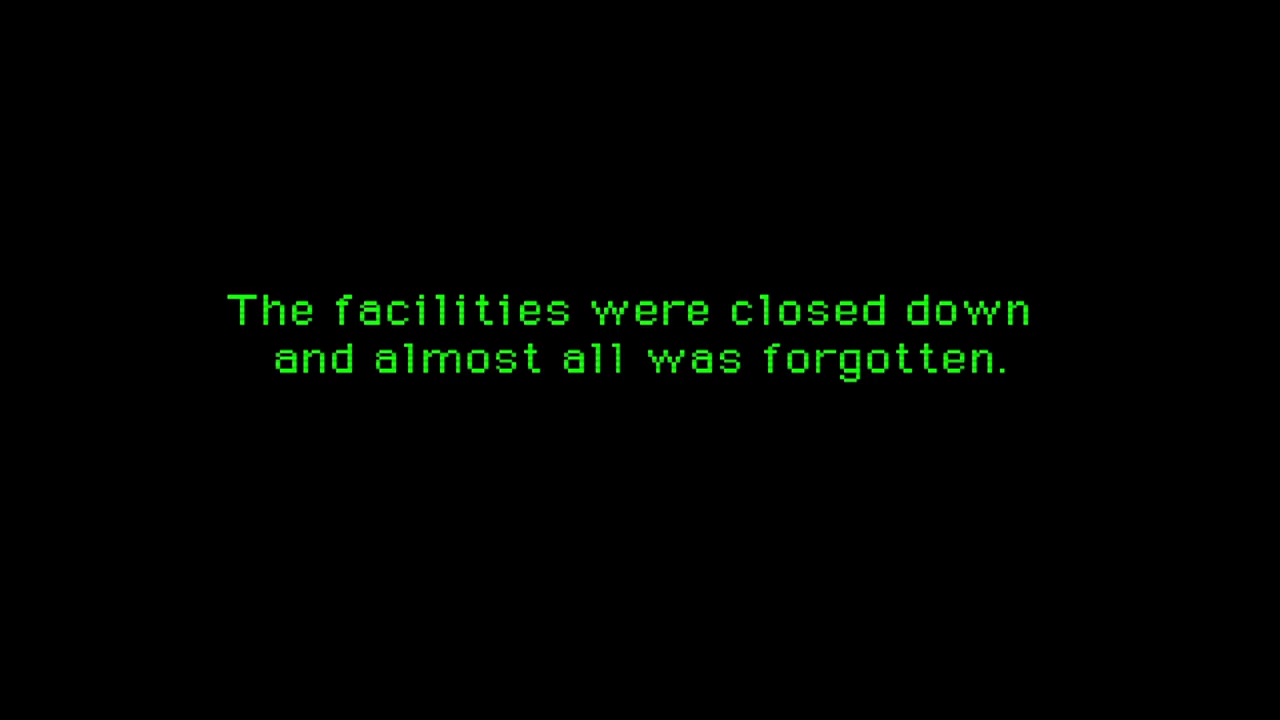 The facilities were closed down
and almost all was forgotten.